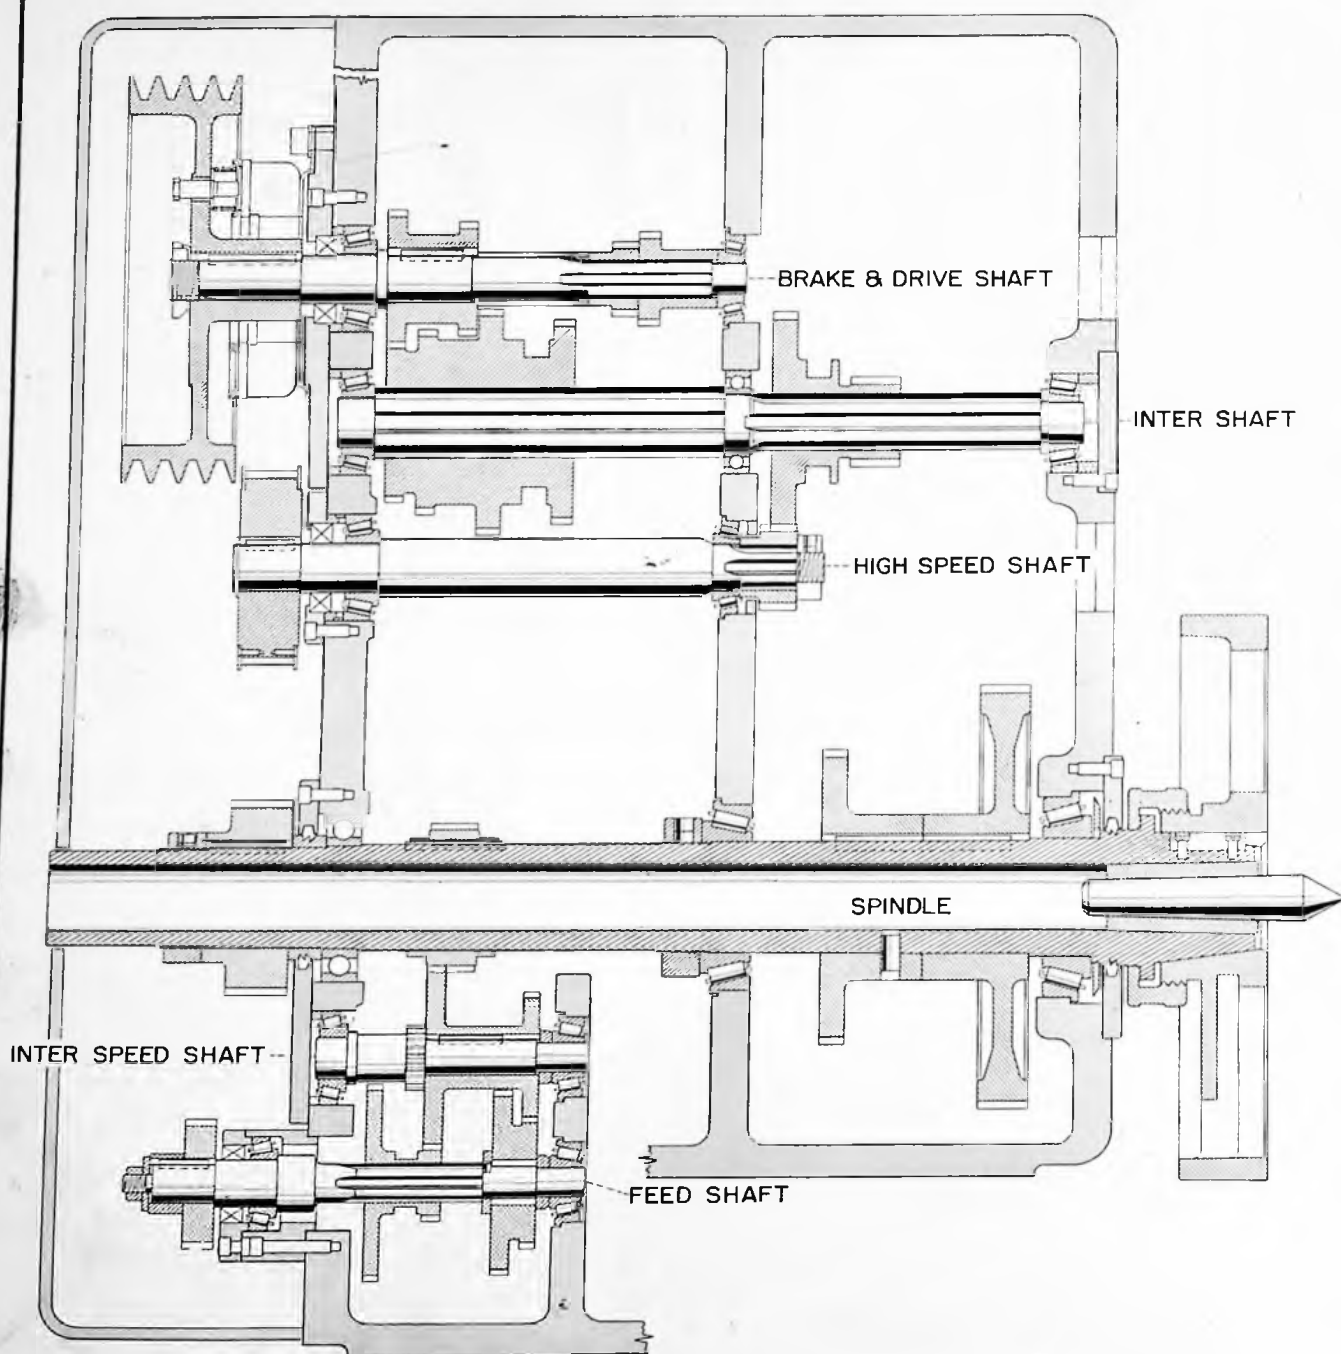 BRAKE & DRIVE SHAFT
INTER SHAFT
HIGH SPEED SHAFT
SPINDLE
INTER SPEED SHAFT
FEED SHAFT